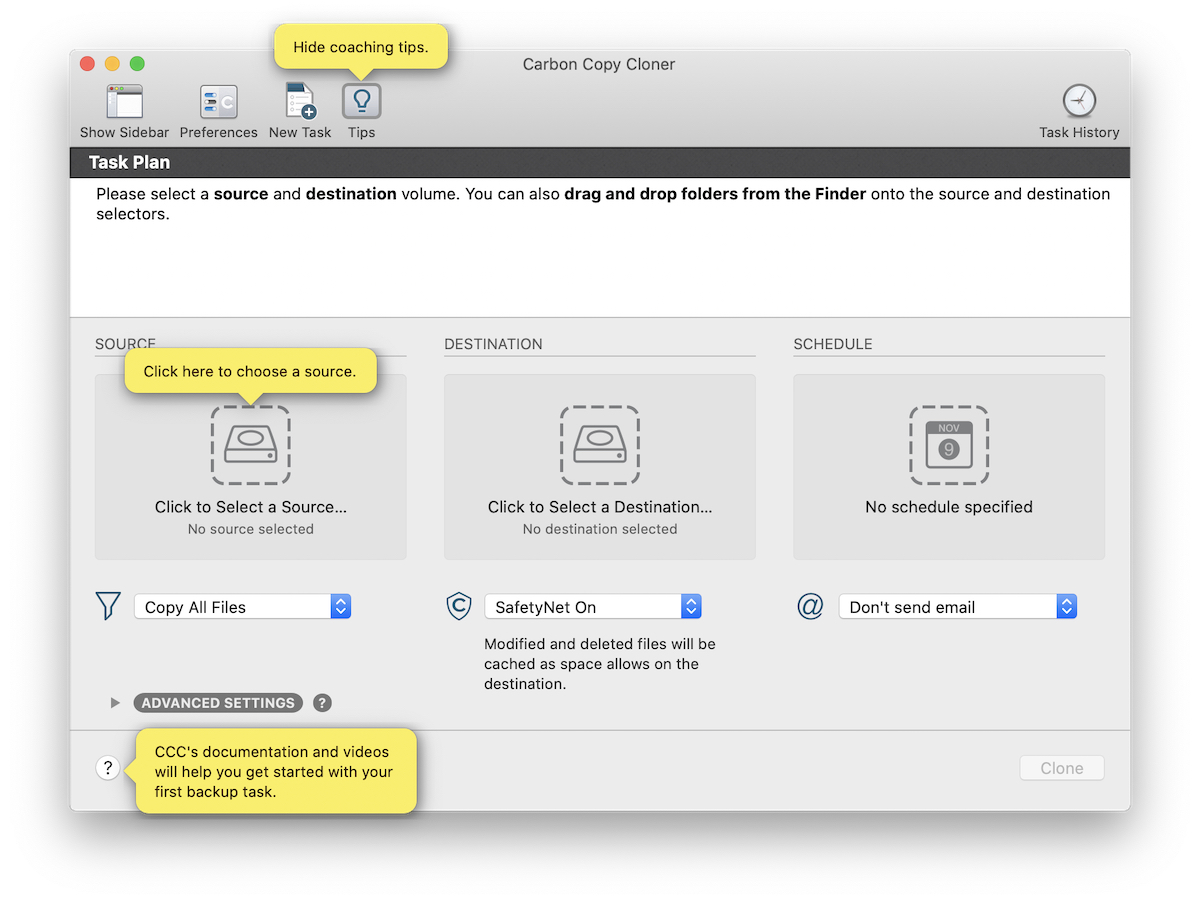 Hide coaching tips.
Carbon Copy Cloner
Show Sidebar
Preferences
New Task
Tips
Task History
Task Plan
Please select a source and destination volume. You can also drag and drop folders from the Finder onto the source and destination
selectors.
SOURCE
DESTINATION
SCHEDULE
Click here to choose a source.
NOV
9
Click to Select a Source...
No source selected
Click to Select a Destination...
No destination selected
No schedule specified
Copy All Files
C
SafetyNet On
@
Don't send email
Modified and deleted files will be
cached as space allows on the
destination.
ADVANCED SETTINGS
?
?
CCC's documentation and videos
will help you get started with your
first backup task.
Clone